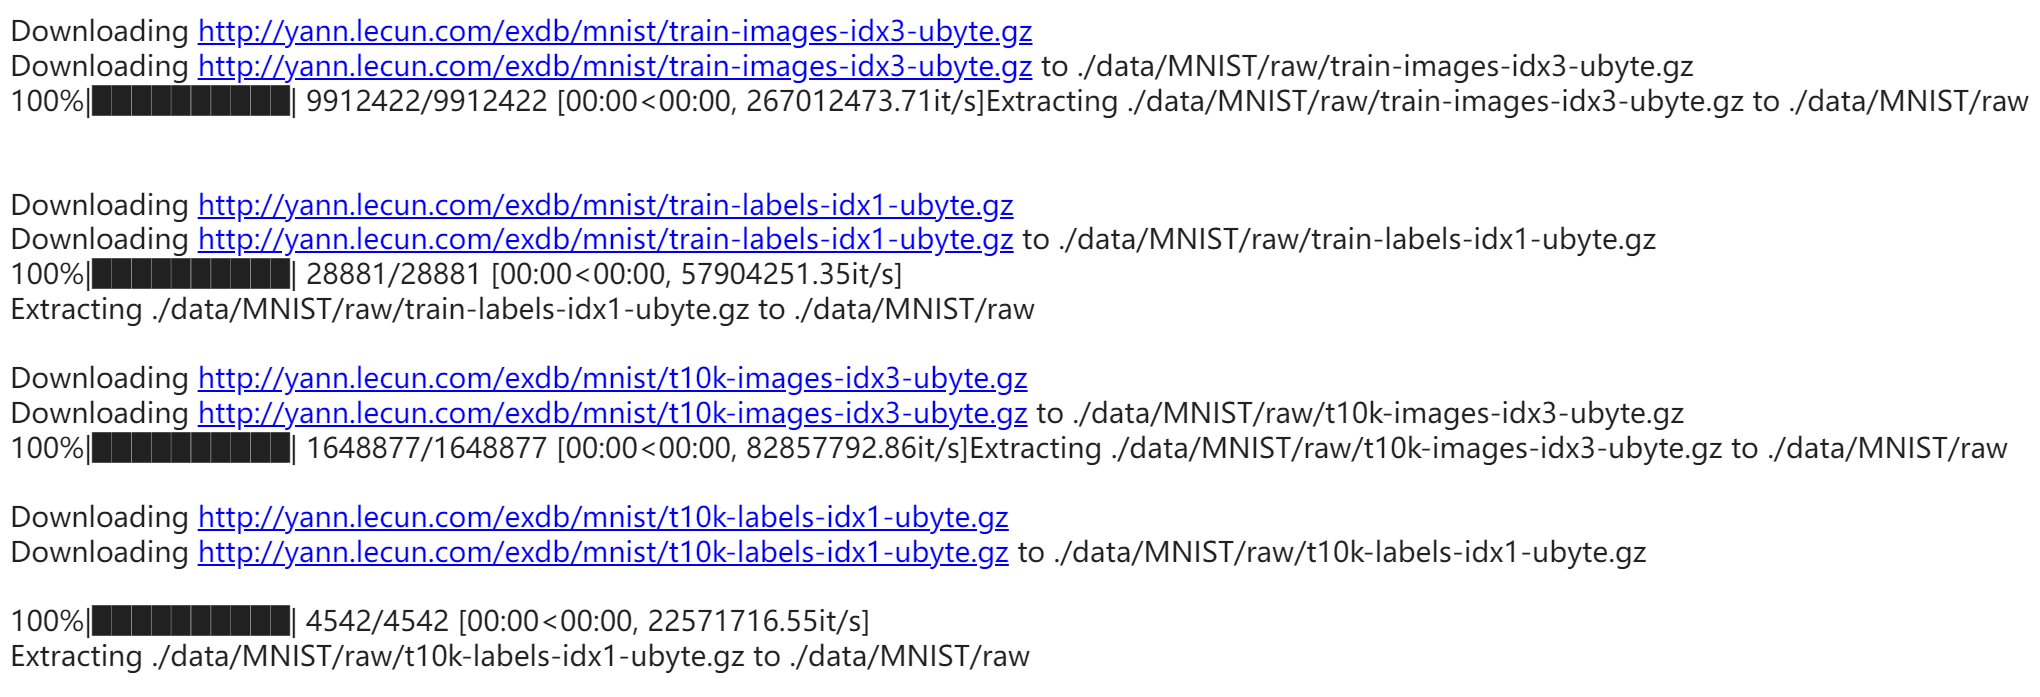 Downloading http://yann.lecun.com/exdb/mnist/train-images-idx3-ubyte.gz
Downloading http://yann.lecun.com/exdb/mnist/train-images-idx3-ubyte.gz to ./data/MNIST/raw/train-images-idx3-ubyte.gz
100%|██████████| 9912422/9912422 [00:00<00:00, 267012473.71it/s]Extracting ./data/MNIST/raw/train-images-idx3-ubyte.gz to ./data/MNIST/raw
Downloading http://yann.lecun.com/exdb/mnist/train-labels-idx1-ubyte.gz
Downloading http://yann.lecun.com/exdb/mnist/train-labels-idx1-ubyte.gz to ./data/MNIST/raw/train-labels-idx1-ubyte.gz
100%|██████████| 28881/28881 [00:00<00:00, 57904251.35it/s]
Extracting ./data/MNIST/raw/train-labels-idx1-ubyte.gz to ./data/MNIST/raw
Downloading http://yann.lecun.com/exdb/mnist/t10k-images-idx3-ubyte.gz
Downloading http://yann.lecun.com/exdb/mnist/t10k-images-idx3-ubyte.gz to ./data/MNIST/raw/t10k-images-idx3-ubyte.gz
100%|██████████| 1648877/1648877 [00:00<00:00, 82857792.86it/s]Extracting ./data/MNIST/raw/t10k-images-idx3-ubyte.gz to ./data/MNIST/raw
Downloading http://yann.lecun.com/exdb/mnist/t10k-labels-idx1-ubyte.gz
Downloading http://yann.lecun.com/exdb/mnist/t10k-labels-idx1-ubyte.gz to ./data/MNIST/raw/t10k-labels-idx1-ubyte.gz
100%|██████████| 4542/4542 [00:00<00:00, 22571716.55it/s]
Extracting ./data/MNIST/raw/t10k-labels-idx1-ubyte.gz to ./data/MNIST/raw